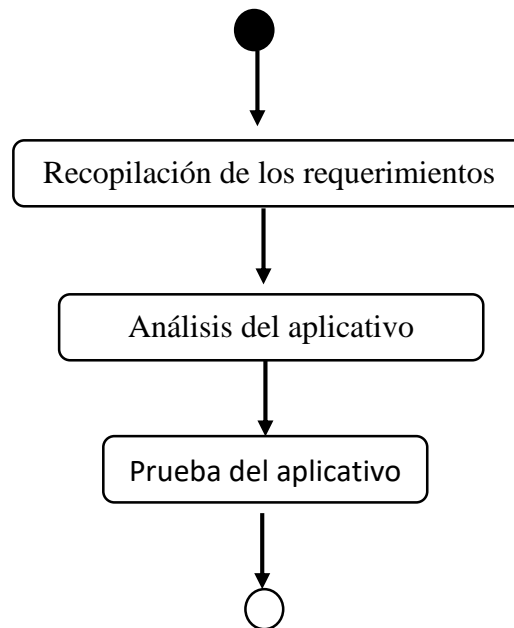 Recopilación de los requerimientos
Análisis del aplicativo
Prueba del aplicativo